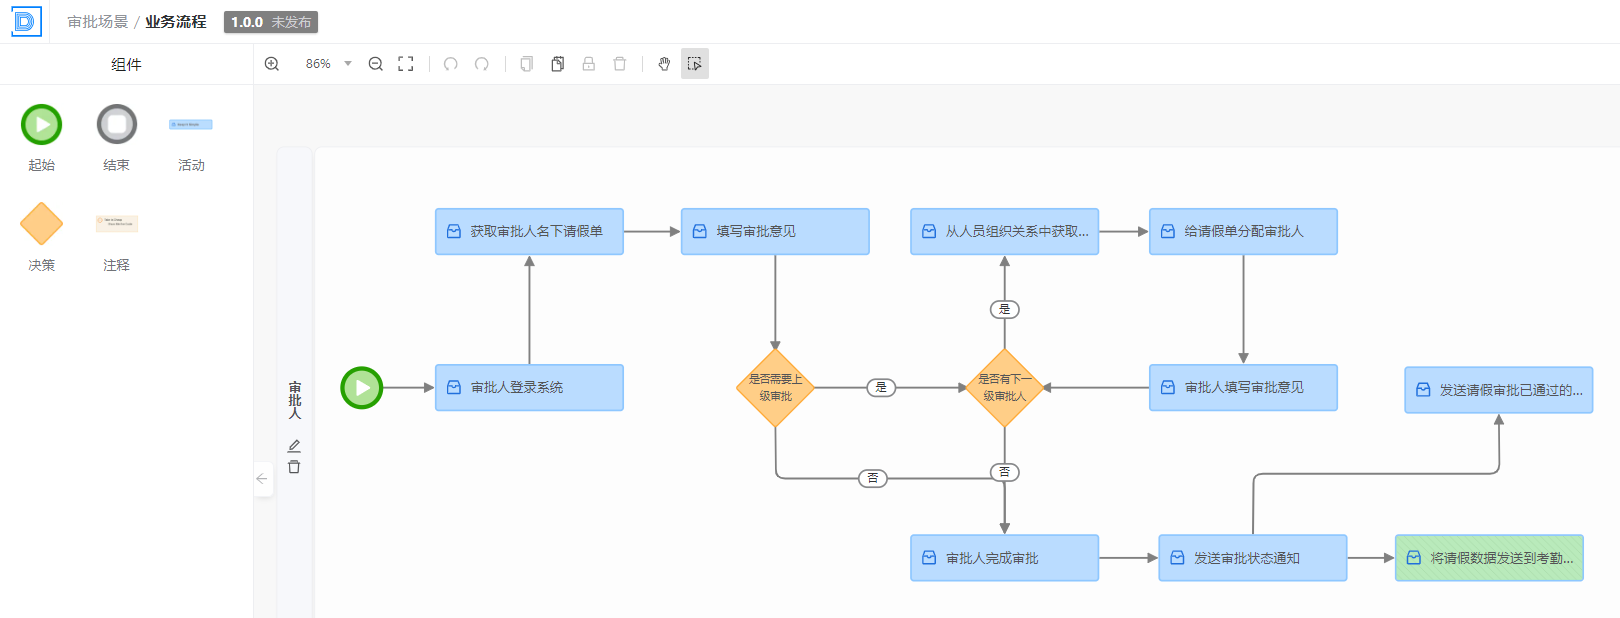 审批场景 / 业务流程 1.0.0 未发布
组件
86%
起始
结束
活动
决策
注释
审批人
获取审批人名下请假单
填写审批意见
从人员组织关系中获取...
给请假单分配审批人
是
审批人登录系统
是否需要上
级审批
是
是否有下一
级审批人
审批人填写审批意见
发送请假审批已通过的...
否
否
审批人完成审批
发送审批状态通知
将请假数据发送到考勤...